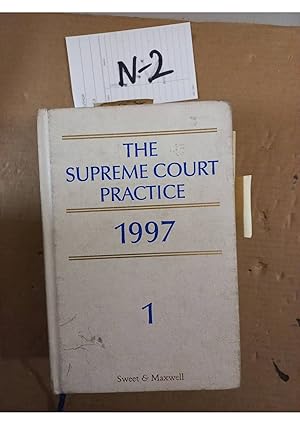 N-2
THE
SUPREME COURT
PRACTICE
1997
1
Sweet & Maxwell